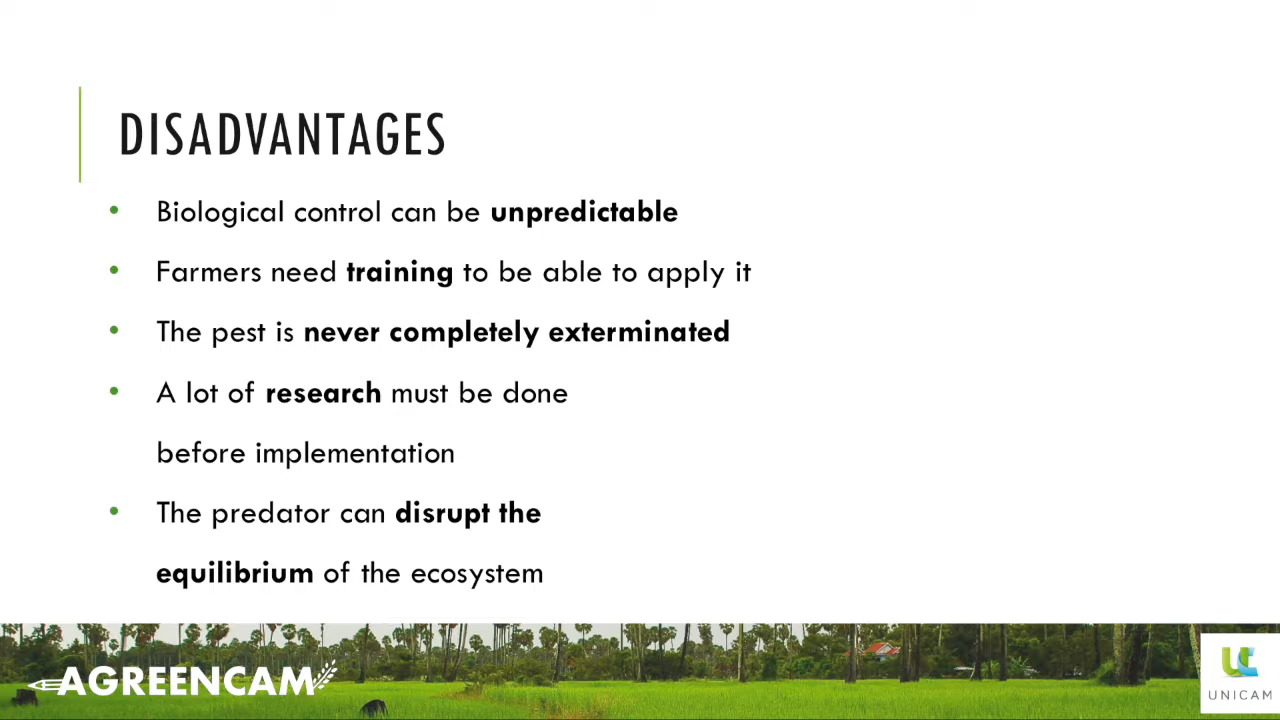 DISADVANTAGES
• Biological control can be unpredictable
• Farmers need training to be able to apply it
• The pest is never completely exterminated
• A lot of research must be done
before implementation
• The predator can disrupt the
equilibrium of the ecosystem
AGREENCAM
UC
UNICAM